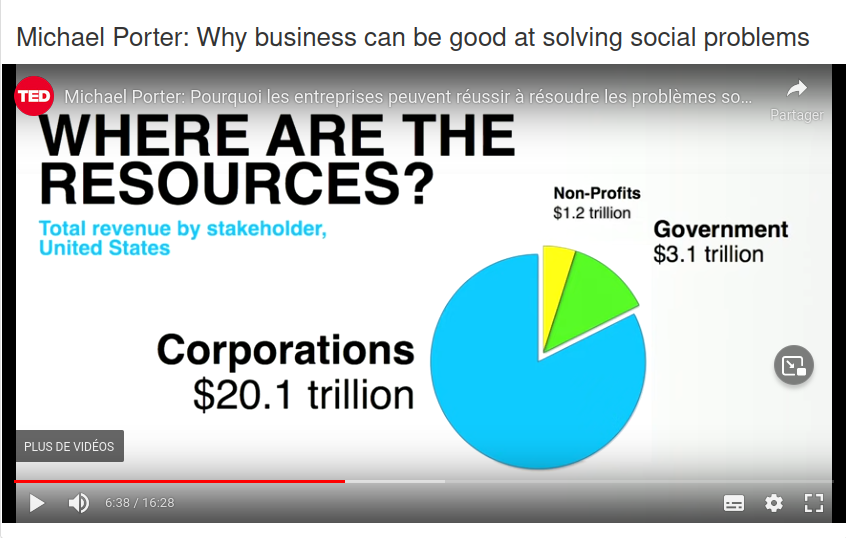 Michael Porter: Why business can be good at solving social problems
TED
Michael Porter: Pourquoi les entreprises peuvent réussir à résoudre les problèmes so...
Partager
WHERE ARE THE
RESOURCES?
Total revenue by stakeholder,
United States
Non-Profits
$1.2 trillion
Government
$3.1 trillion
Corporations
$20.1 trillion
PLUS DE VIDÉOS
6:38 / 16:28